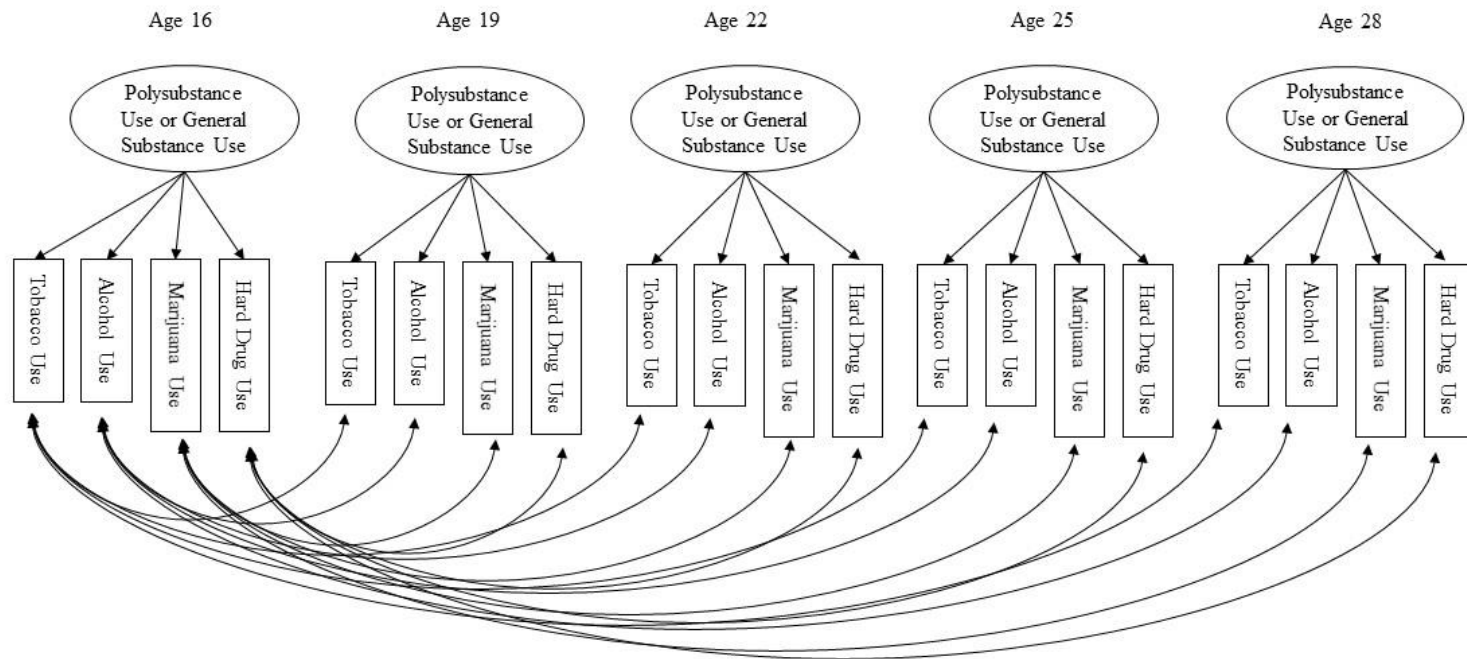 Age 16
Age 19
Age 22
Age 25
Age 28
Polysubstance
Use or General
Substance Use
Polysubstance
Use or General
Substance Use
Polysubstance
Use or General
Substance Use
Polysubstance
Use or General
Substance Use
Polysubstance
Use or General
Substance Use
Tobacco Use
Alcohol Use
Marijuana Use
Hard Drug Use
Tobacco Use
Alcohol Use
Marijuana Use
Hard Drug Use
Tobacco Use
Alcohol Use
Marijuana Use
Hard Drug Use
Tobacco Use
Alcohol Use
Marijuana Use
Hard Drug Use
Tobacco Use
Alcohol Use
Marijuana Use
Hard Drug Use